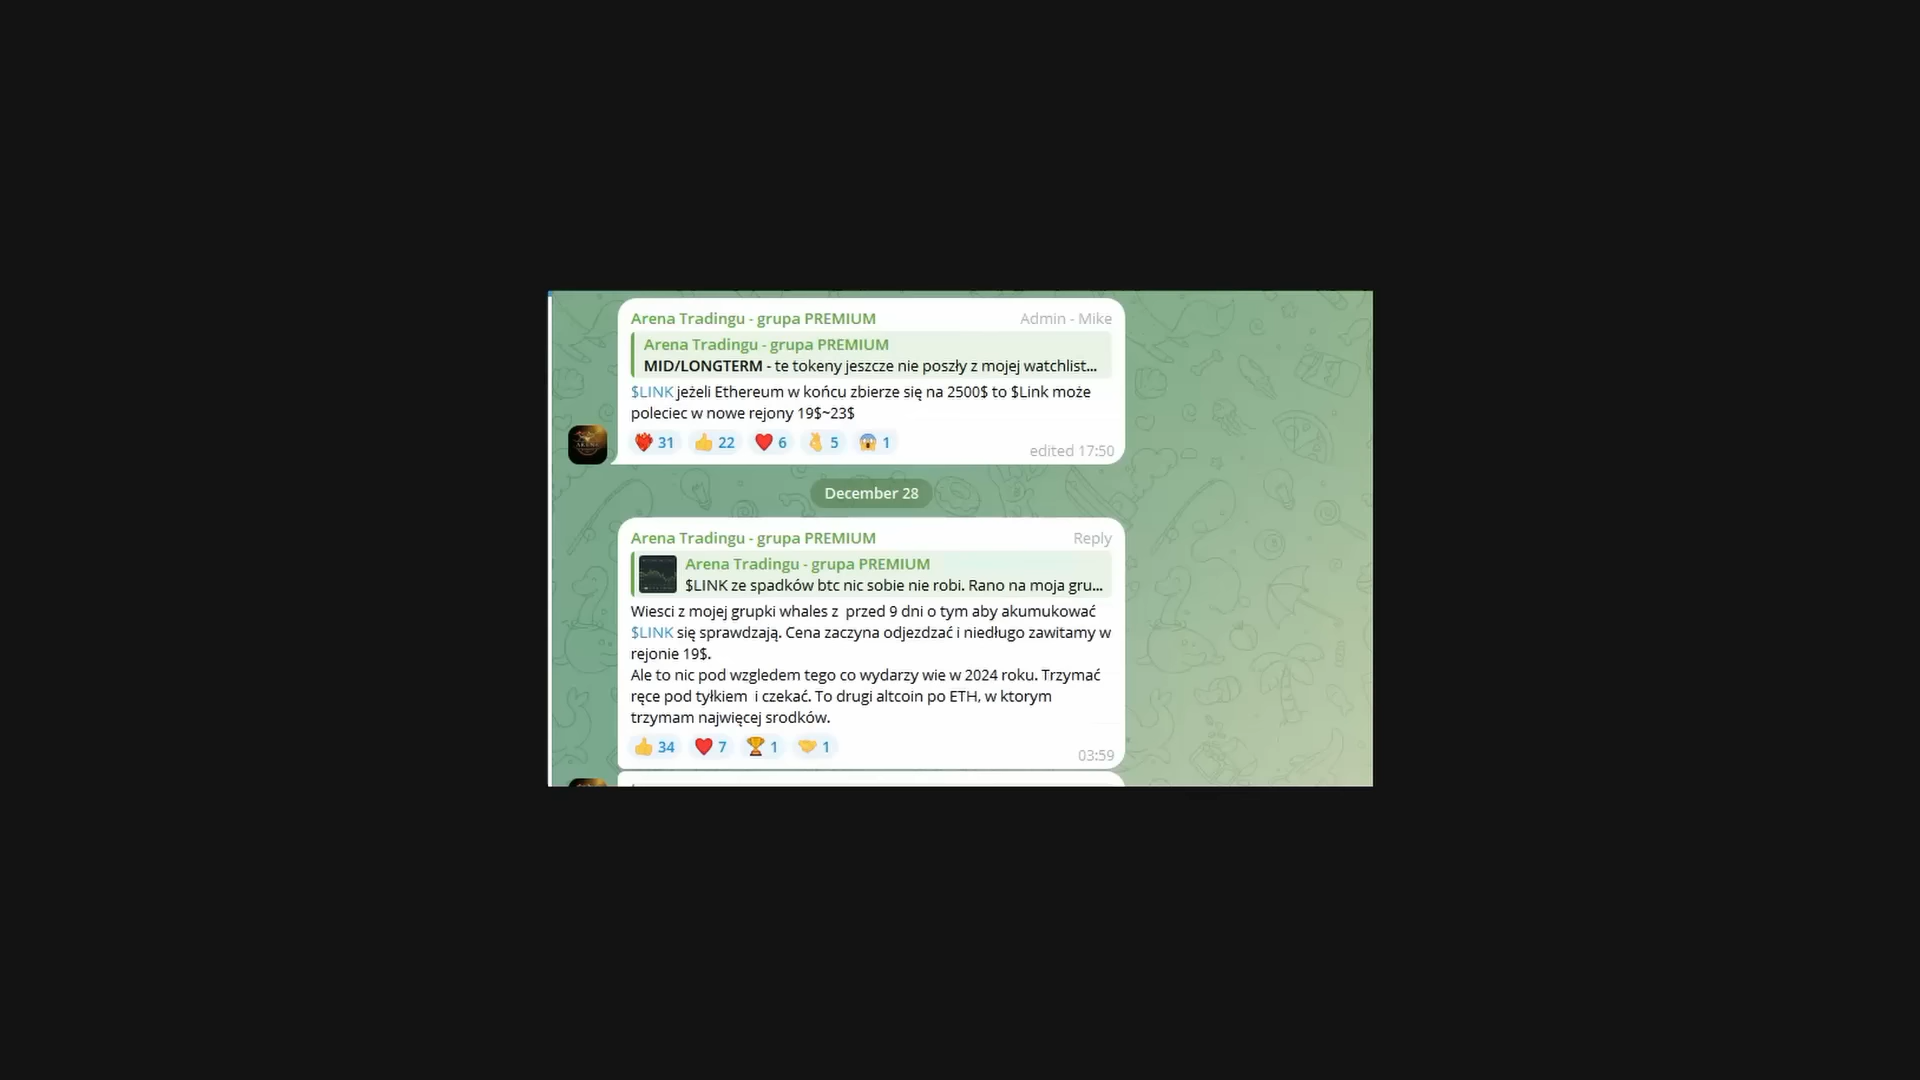 Arena Tradingu - grupa PREMIUM Admin - Mike
Arena Tradingu - grupa PREMIUM
MID/LONGTERM - te tokeny jeszcze nie poszły z mojej watchlist...
$LINK jeżeli Ethereum w końcu zbierze się na 2500$ to $Link może
poleciec w nowe rejony 19$~23$
31 22 6 5 1
edited 17:50
December 28
Arena Tradingu - grupa PREMIUM Reply
Arena Tradingu - grupa PREMIUM
$LINK ze spadków btc nic sobie nie robi. Rano na moja gru...
Wiesci z mojej grupki whales z  przed 9 dni o tym aby akumukować
$LINK się sprawdzają. Cena zaczyna odjezdzać i niedługo zawitamy w
rejonie 19$.
Ale to nic pod wzgledem tego co wydarzy wie w 2024 roku. Trzymać
ręce pod tyłkiem  i czekać. To drugi altcoin po ETH, w ktorym
trzymam najwięcej srodków.
34 7 1 1
03:59